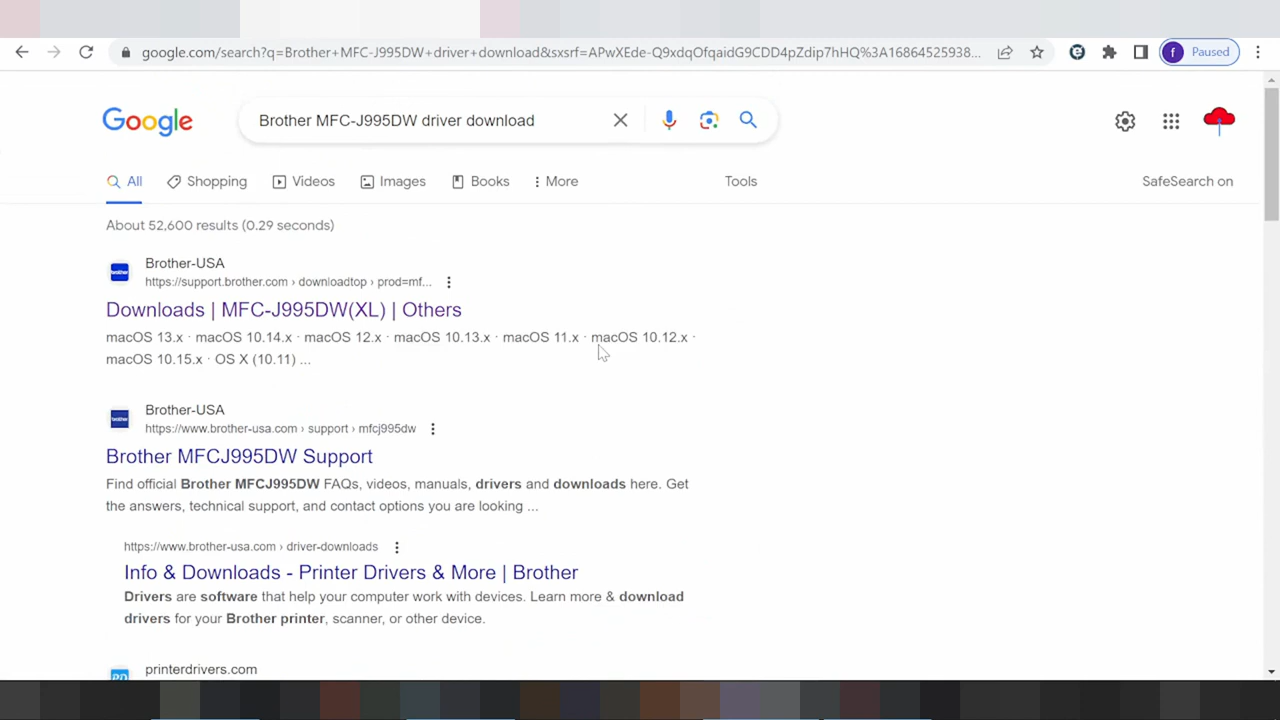 google.com/search?q=Brother+MFC-J995DW+driver+download&sxsrf=APwXEde-Q9xdqOfqaidG9CDD4pZdip7hHQ%3A16864525938...
f Paused
Google
Brother MFC-J995DW driver download
All Shopping Videos Images Books More Tools SafeSearch on
About 52,600 results (0.29 seconds)
brother
Brother-USA
https://support.brother.com › downloadtop › prod=mf...
Downloads | MFC-J995DW(XL) | Others
macOS 13.x · macOS 10.14.x · macOS 12.x · macOS 10.13.x · macOS 11.x · macOS 10.12.x ·
macOS 10.15.x · OS X (10.11) ...
brother
Brother-USA
https://www.brother-usa.com › support › mfcj995dw
Brother MFCJ995DW Support
Find official Brother MFCJ995DW FAQs, videos, manuals, drivers and downloads here. Get
the answers, technical support, and contact options you are looking ...
https://www.brother-usa.com › driver-downloads
Info & Downloads - Printer Drivers & More | Brother
Drivers are software that help your computer work with devices. Learn more & download
drivers for your Brother printer, scanner, or other device.
printerdrivers.com
PD